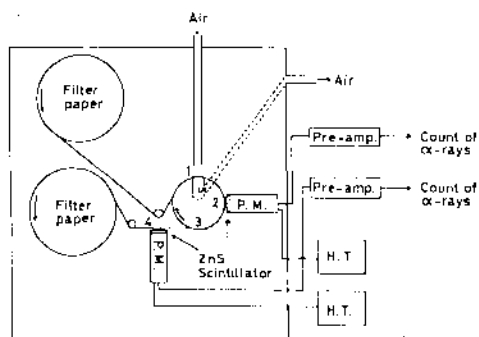 Air
Air
Filter
paper
Pre-amp.
Count of
α-rays
1
2
P. M.
Pre-amp.
Count of
α-rays
Filter
paper
3
4
P. M.
ZnS
Scintillator
H. T.
H. T.